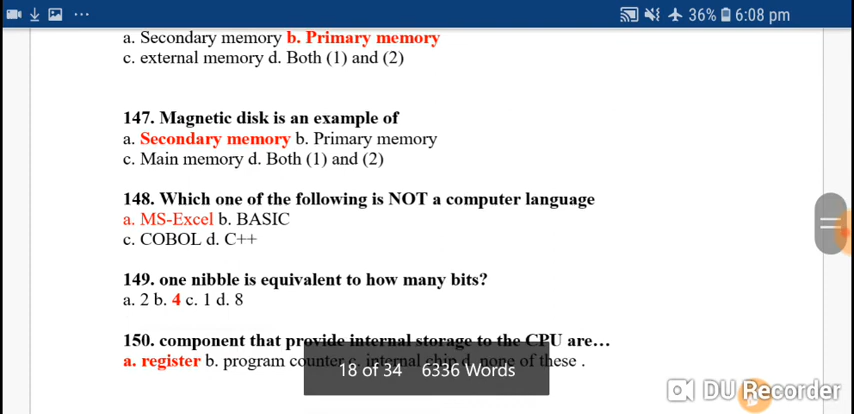 36% 6:08 pm
a. Secondary memory b. Primary memory
c. external memory d. Both (1) and (2)
147. Magnetic disk is an example of
a. Secondary memory b. Primary memory
c. Main memory d. Both (1) and (2)
148. Which one of the following is NOT a computer language
a. MS-Excel b. BASIC
c. COBOL d. C++
149. one nibble is equivalent to how many bits?
a. 2 b. 4 c. 1 d. 8
150. component that provide internal storage to the CPU are…
a. register b. program counter c. internal chip d. none of these .
18 of 34 6336 Words
DU Recorder